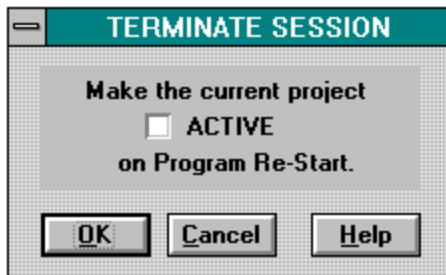 TERMINATE SESSION
Make the current project
ACTIVE
on Program Re-Start.
OK Cancel Help